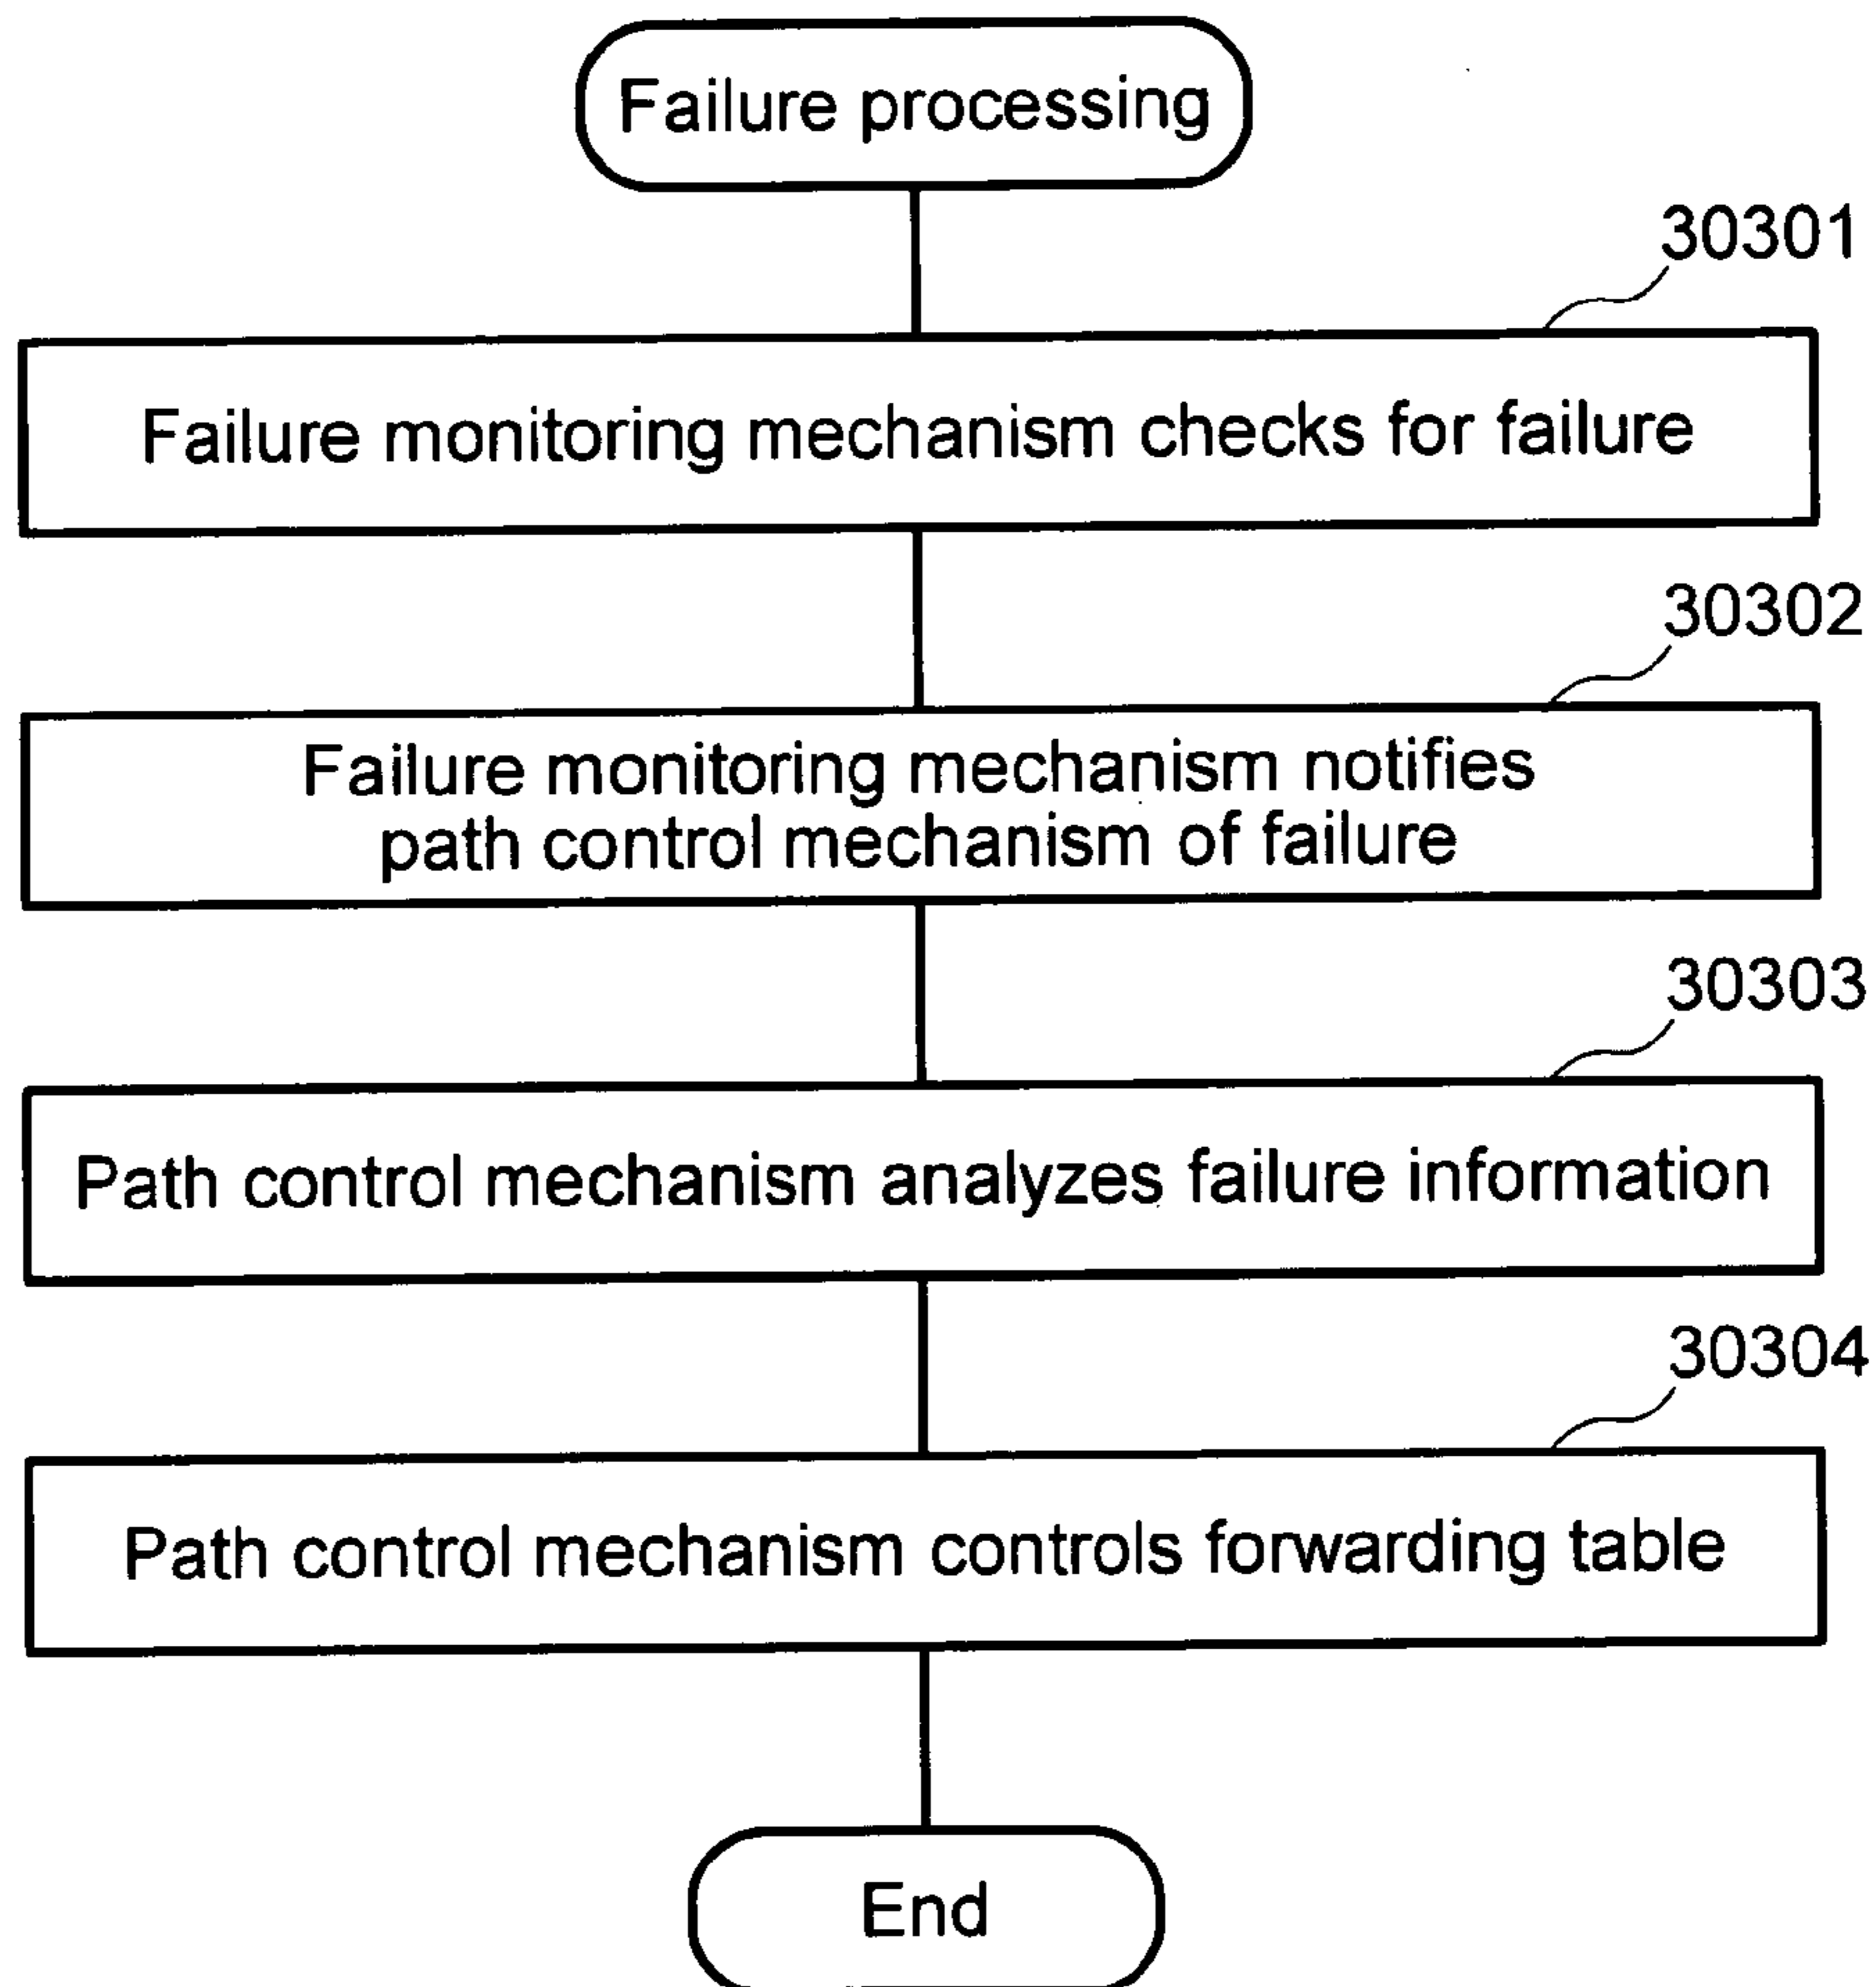 Failure processing
30301
Failure monitoring mechanism checks for failure
30302
Failure monitoring mechanism notifies
path control mechanism of failure
30303
Path control mechanism analyzes failure information
30304
Path control mechanism controls forwarding table
End